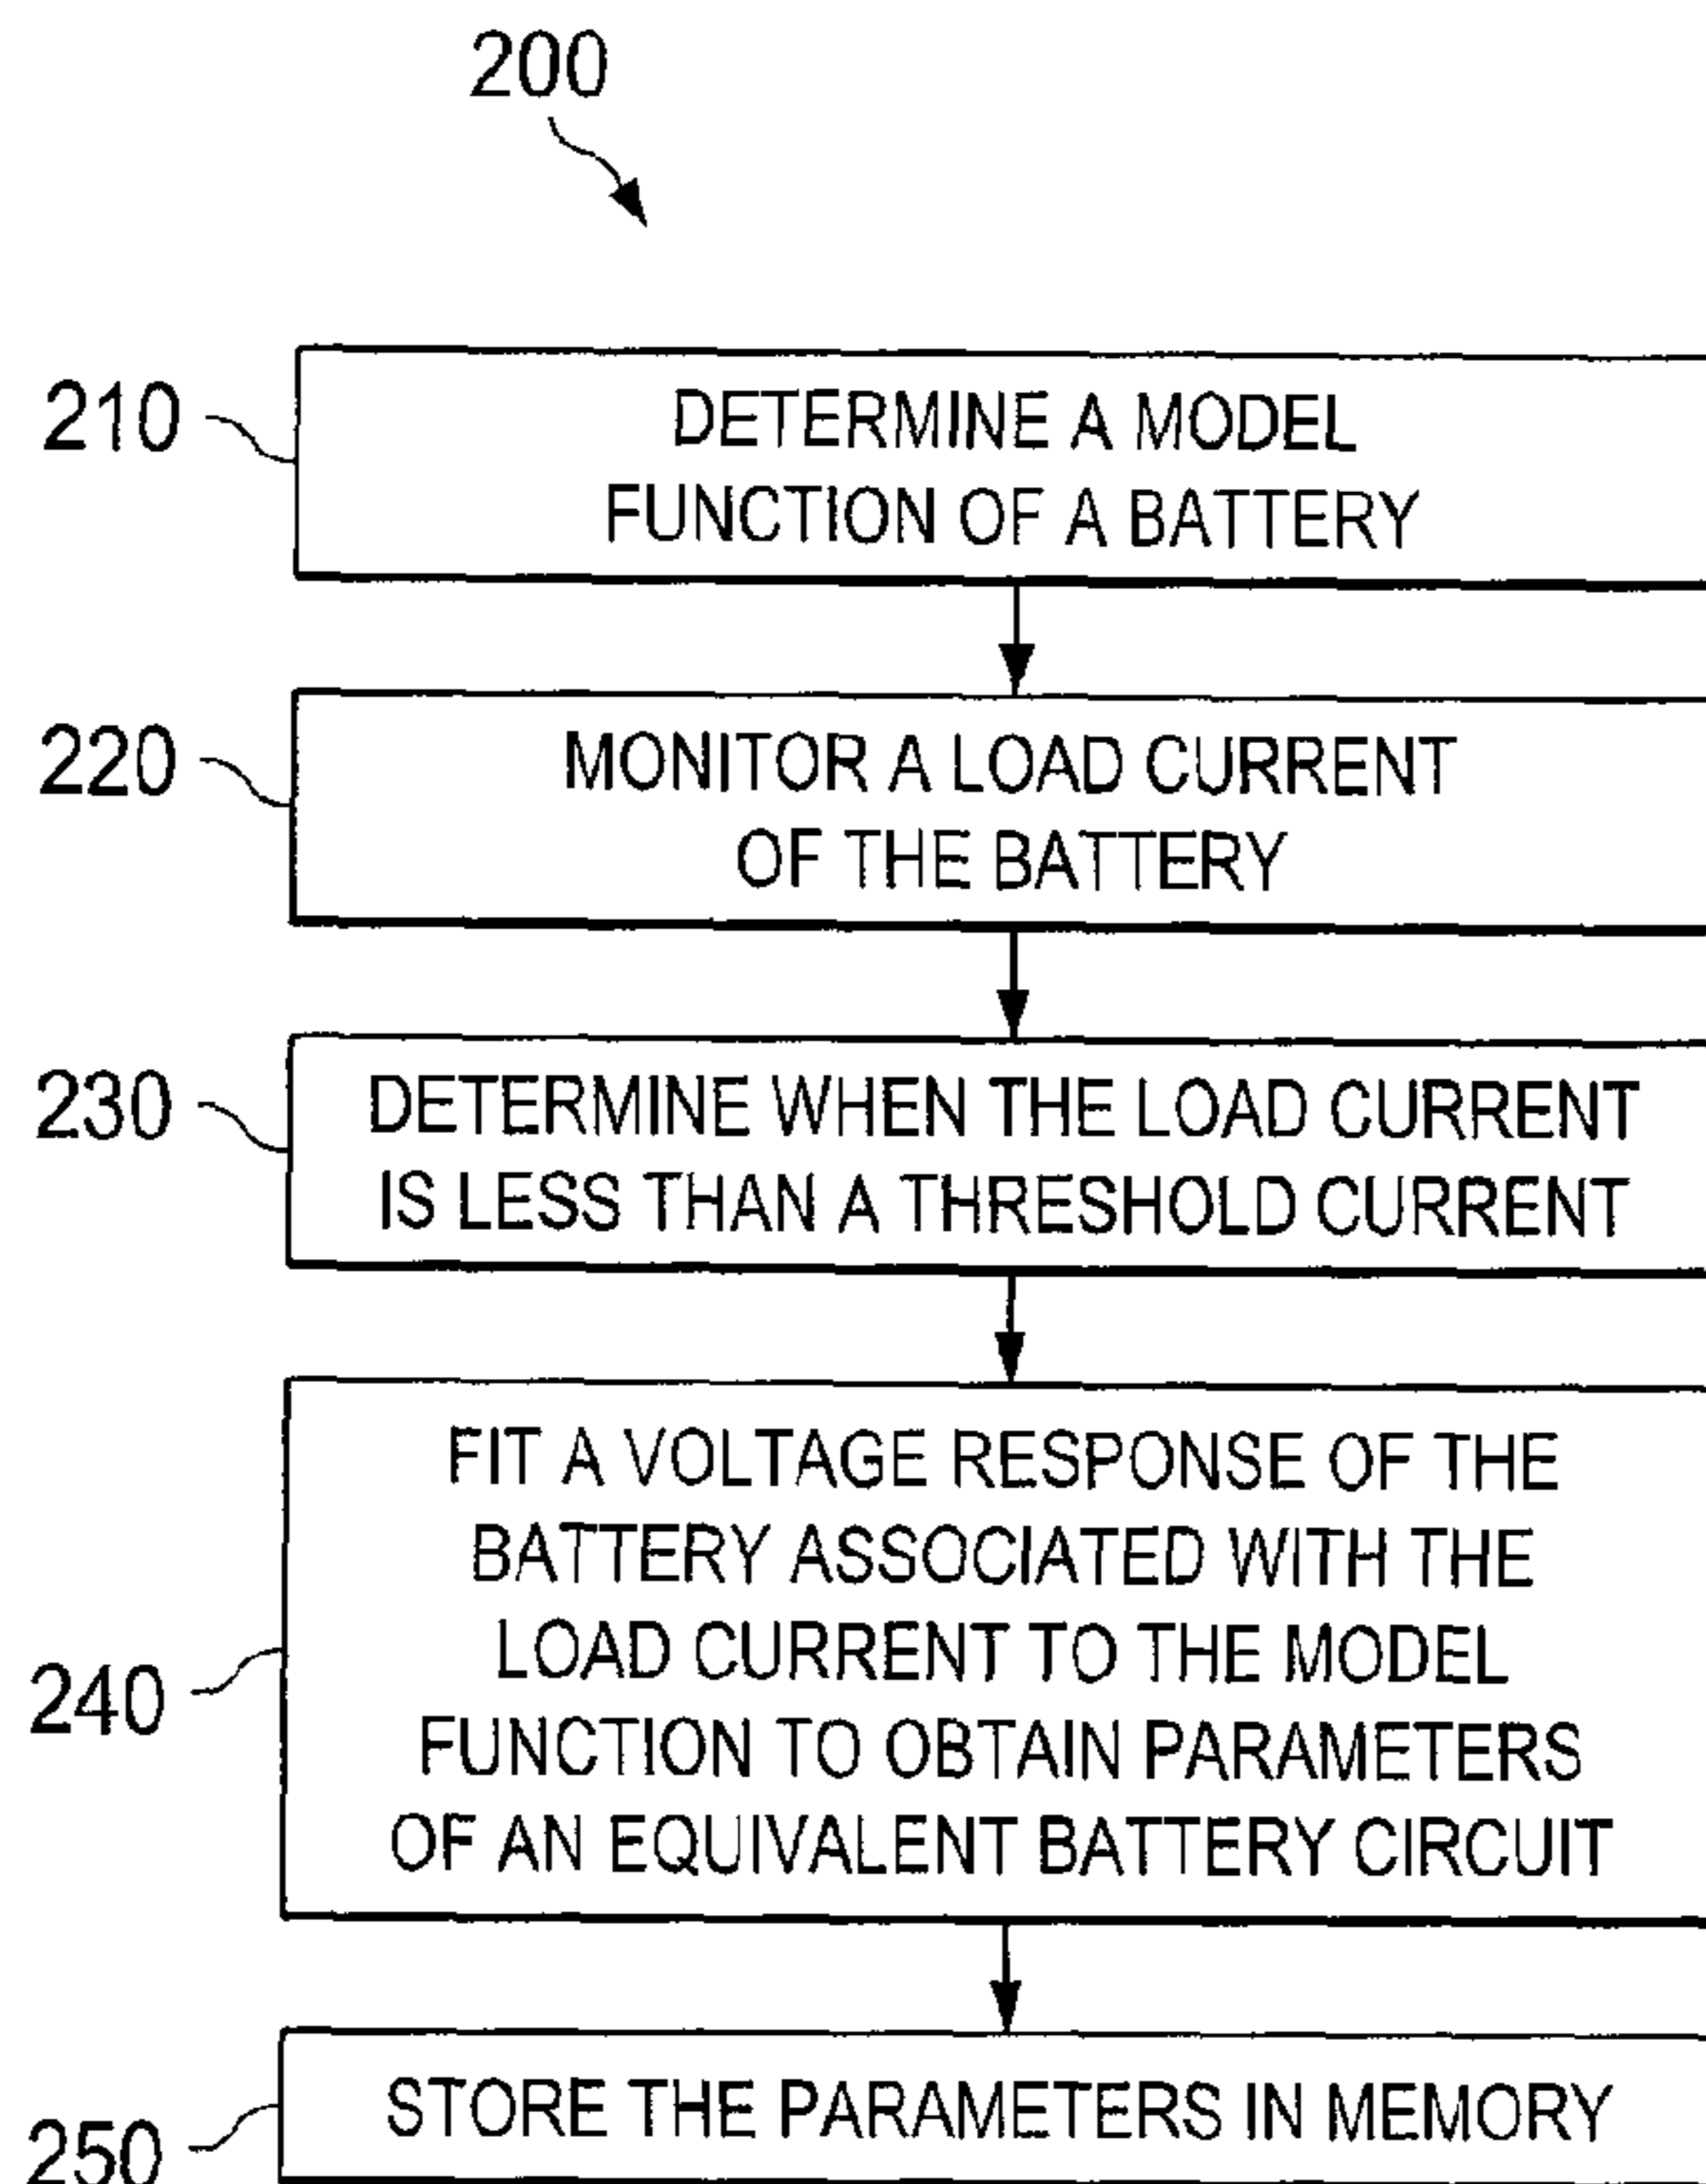 200
210
DETERMINE A MODEL
FUNCTION OF A BATTERY
220
MONITOR A LOAD CURRENT
OF THE BATTERY
230
DETERMINE WHEN THE LOAD CURRENT
IS LESS THAN A THRESHOLD CURRENT
240
FIT A VOLTAGE RESPONSE OF THE
BATTERY ASSOCIATED WITH THE
LOAD CURRENT TO THE MODEL
FUNCTION TO OBTAIN PARAMETERS
OF AN EQUIVALENT BATTERY CIRCUIT
250
STORE THE PARAMETERS IN MEMORY